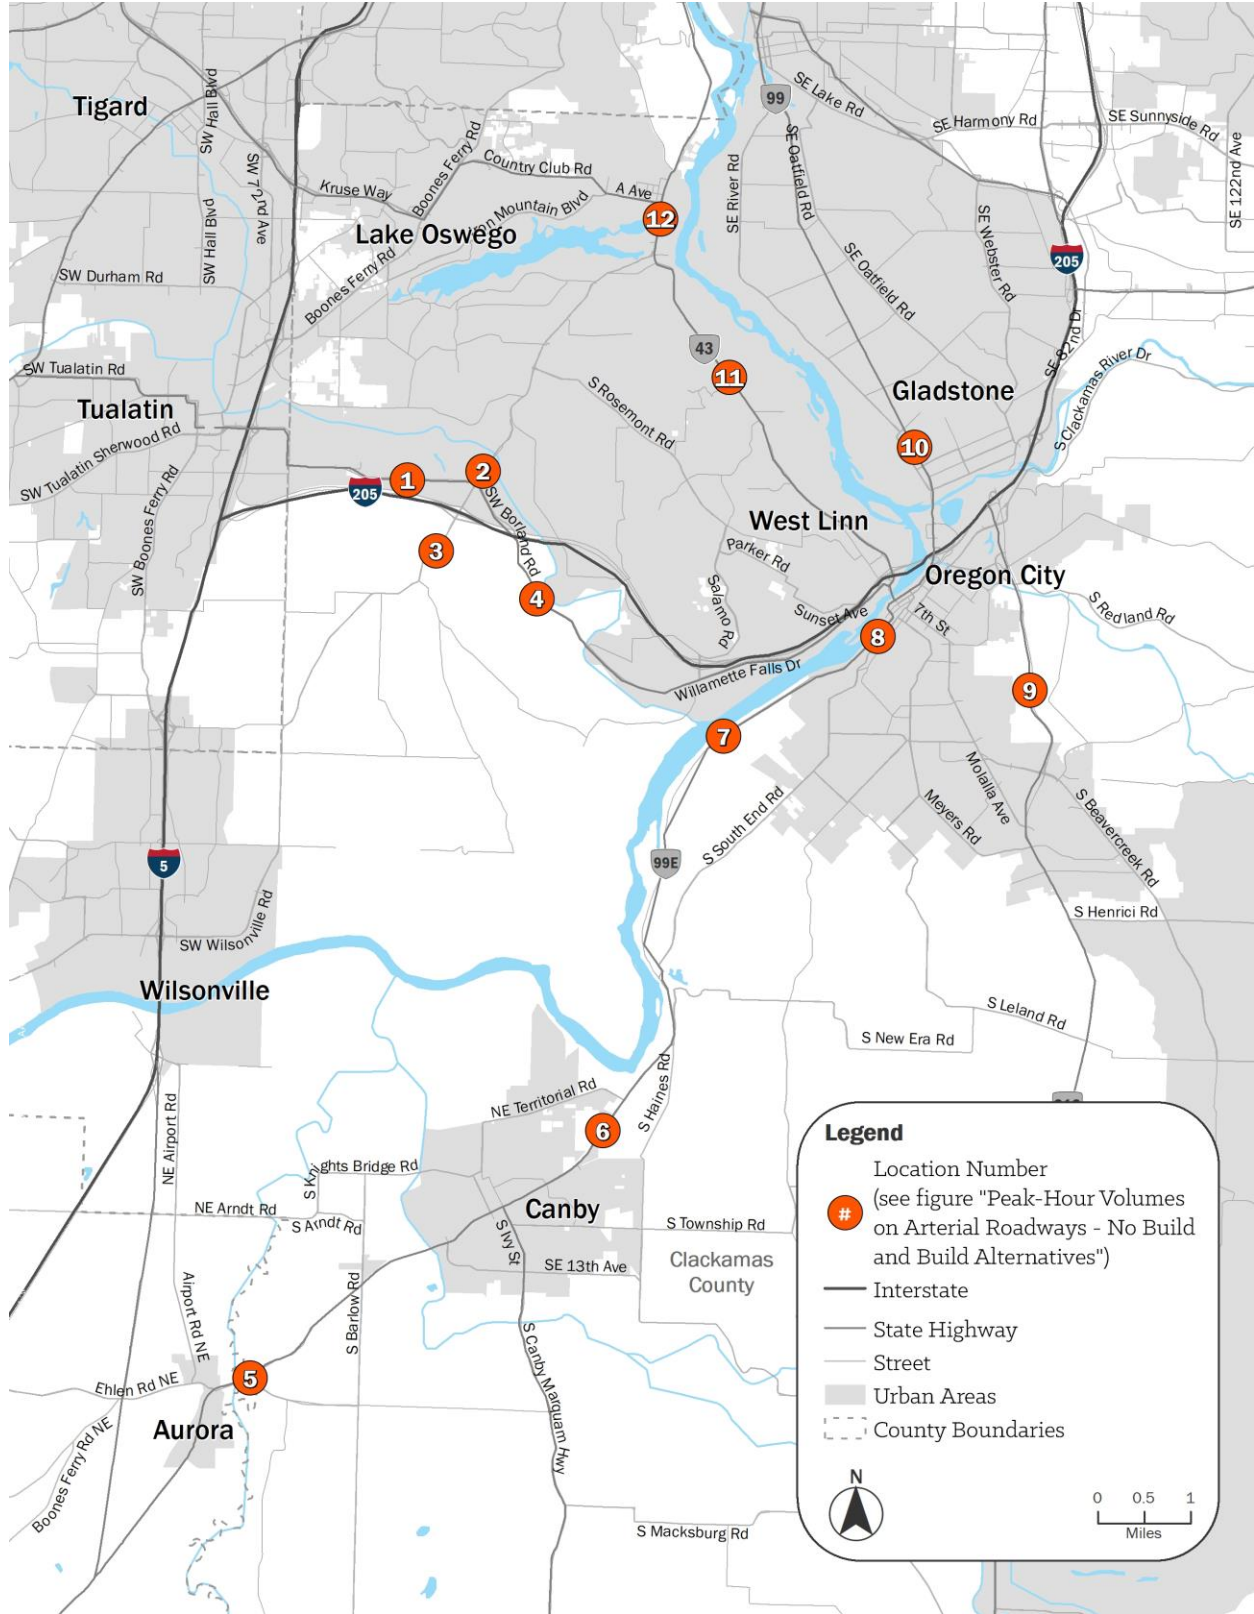 Tigard
SW Hall Blvd
SW 72nd Ave
SW Hall Blvd
Kruse Way
Boones Ferry Rd
Country Club Rd
A Ave
12
Iron Mountain Blvd
Lake Oswego
Boones Ferry Rd
SW Durham Rd
99
SE Lake Rd
SE Harmony Rd
SE Sunnyside Rd
SE 122nd Ave
SE River Rd
SE Oatfield Rd
SE Webster Rd
SE Oatfield Rd
205
SE 82nd Dr
S Clackamas River Dr
SW Tualatin Rd
Tualatin
SW Tualatin Sherwood Rd
SW Boones Ferry Rd
43
11
S Rosemont Rd
Gladstone
10
1
2
205
SW Borland Rd
3
4
West Linn
Parker Rd
Salamo Rd
Sunset Ave
Oregon City
7th St
S Redland Rd
8
9
Willamette Falls Dr
7
S South End Rd
Molalla Ave
Meyers Rd
S Beavercreek Rd
S Henrici Rd
99E
5
SW Wilsonville Rd
Wilsonville
S Leland Rd
S New Era Rd
NE Airport Rd
NE Territorial Rd
S Haines Rd
6
S Knights Bridge Rd
NE Arndt Rd
S Arndt Rd
Canby
S Ivy St
S Township Rd
SE 13th Ave
Clackamas
County
S Barlow Rd
Airport Rd NE
S Canby Marquam Hwy
5
Ehlen Rd NE
Aurora
Boones Ferry Rd NE
S Macksburg Rd
Legend
#
Location Number
(see figure "Peak-Hour Volumes
on Arterial Roadways - No Build
and Build Alternatives")
Interstate
State Highway
Street
Urban Areas
County Boundaries
N
0 0.5 1
Miles